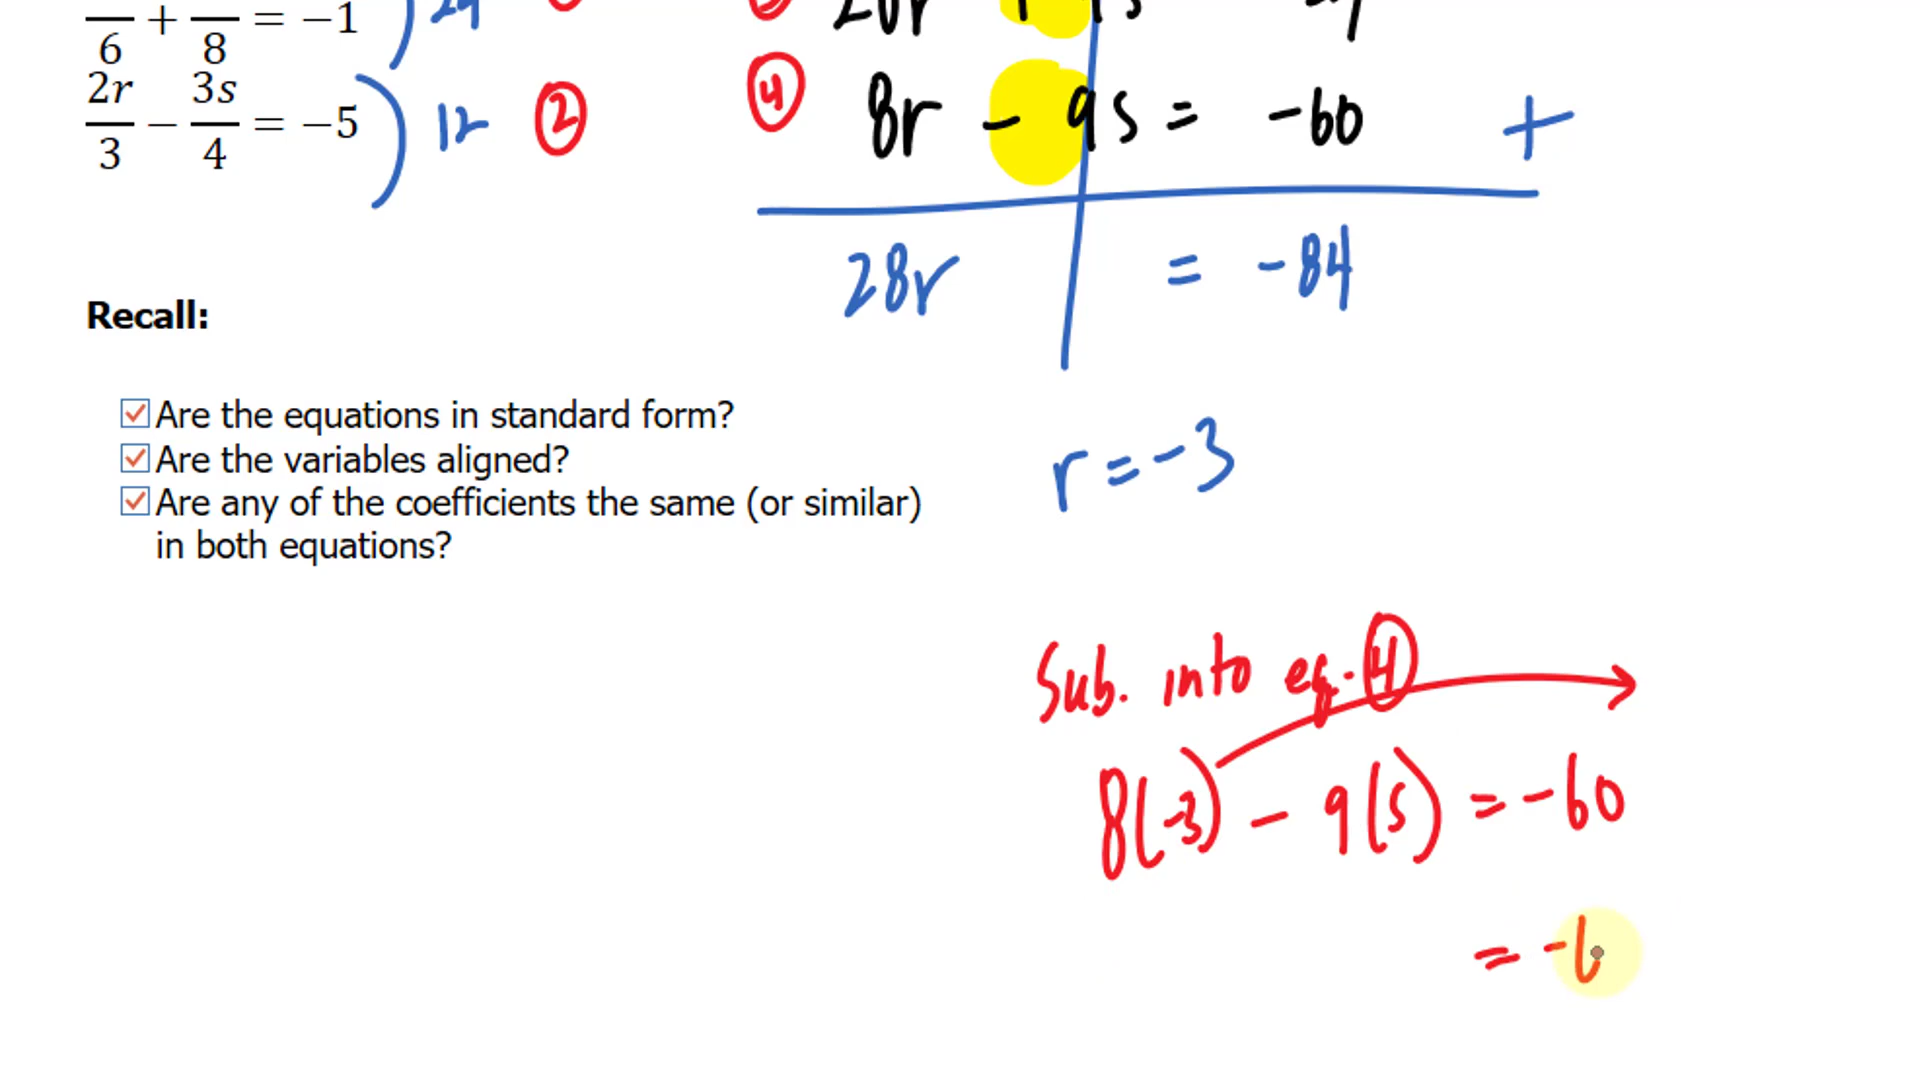 6 + 8 = −1 24
④ 8r - 9s = -60 +
2r/3 − 3s/4 = −5 12 ②
28r = -84
Recall:
Are the equations in standard form?
Are the variables aligned?
r = -3
Are any of the coefficients the same (or similar)
in both equations?
Sub. into eq. ④
8(-3) - 9(s) = -60
= -6